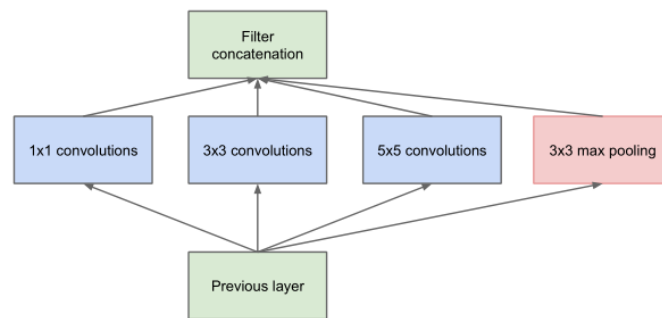 Filter
concatenation
1x1 convolutions
3x3 convolutions
5x5 convolutions
3x3 max pooling
Previous layer